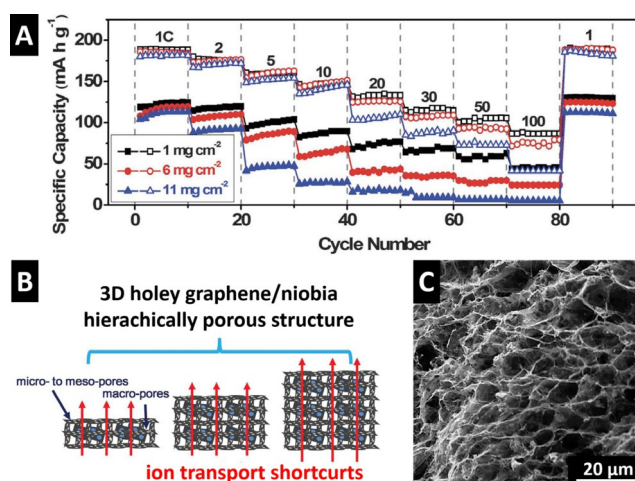 A
Specific Capacity (mA h g⁻¹)
200
150
100
50
0
1C
2
5
10
20
30
50
100
1
1 mg cm⁻²
6 mg cm⁻²
11 mg cm⁻²
0
20
40
60
80
Cycle Number
B
3D holey graphene/niobia
hierachically porous structure
micro- to meso-pores
macro-pores
ion transport shortcurts
C
20 µm